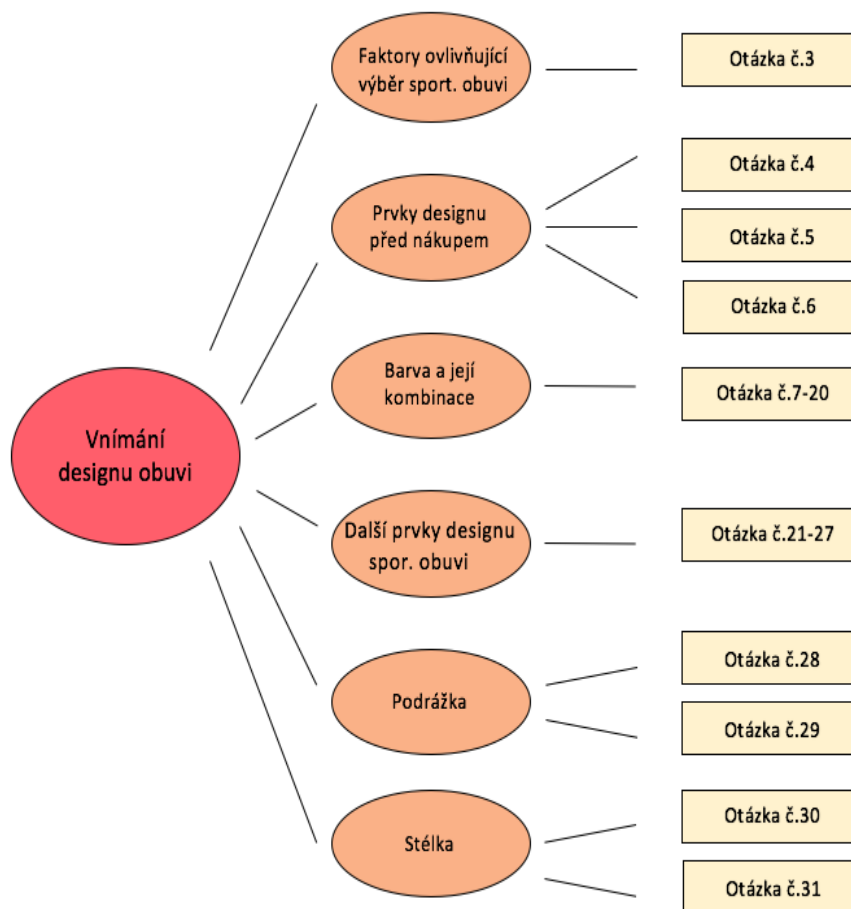 Faktory ovlivňující
výběr sport. obuvi
Otázka č.3
Prvky designu
před nákupem
Otázka č.4
Otázka č.5
Otázka č.6
Barva a její
kombinace
Otázka č.7-20
Vnímání
designu obuvi
Další prvky designu
spor. obuvi
Otázka č.21-27
Podrážka
Otázka č.28
Otázka č.29
Stélka
Otázka č.30
Otázka č.31